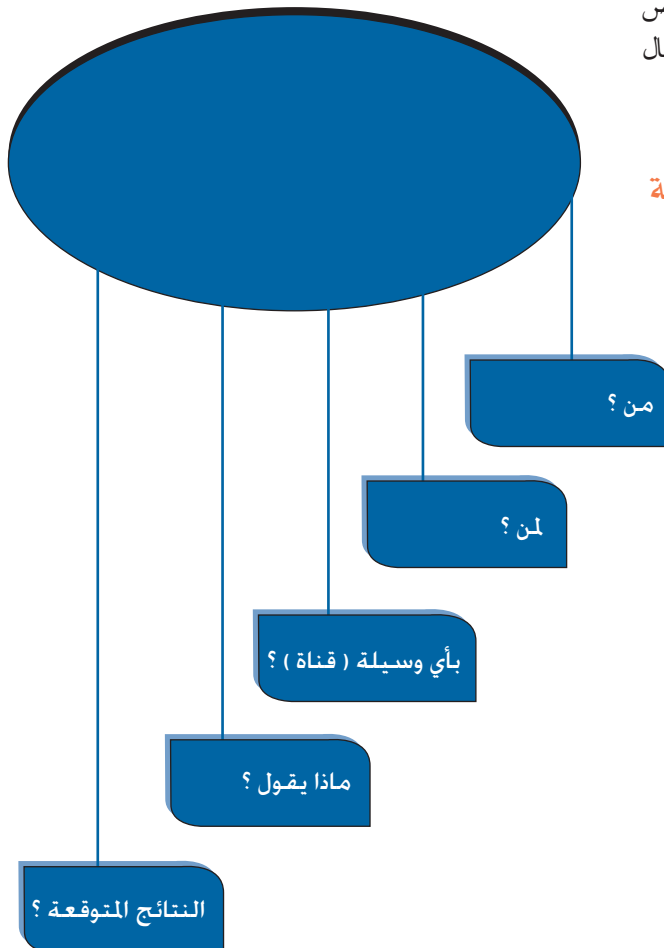 من ؟
لمن ؟
بأي وسيلة ( قناة ) ؟
ماذا يقول ؟
النتائج المتوقعة ؟